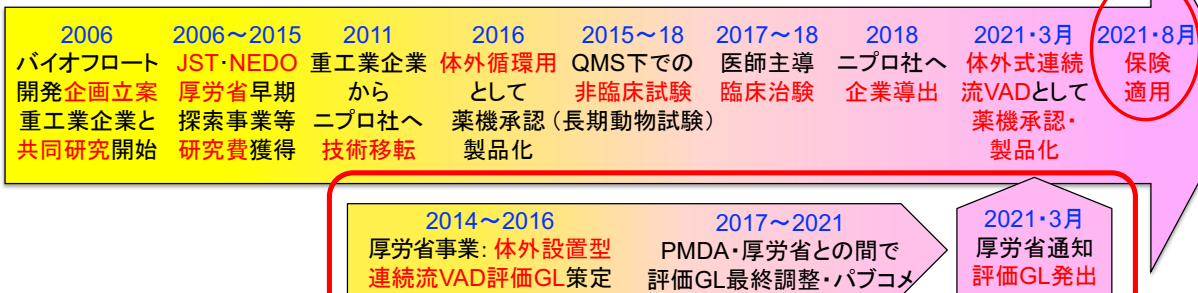 2006
バイオフロート
開発企画立案
重工業企業と
共同研究開始
2006～2015
JST･NEDO
厚労省早期
探索事業等
研究費獲得
2011
重工業企業
から
ニプロ社へ
技術移転
2016
体外循環用
として
薬機承認
製品化
2015～18
QMS下での
非臨床試験
（長期動物試験）
2017～18
医師主導
臨床治験
2018
ニプロ社へ
企業導出
2021･3月
体外式連続
流VADとして
薬機承認･
製品化
2021･8月
保険
適用
2014～2016
厚労省事業: 体外設置型
連続流VAD評価GL策定
2017～2021
PMDA･厚労省との間で
評価GL最終調整･パブコメ
2021･3月
厚労省通知
評価GL発出